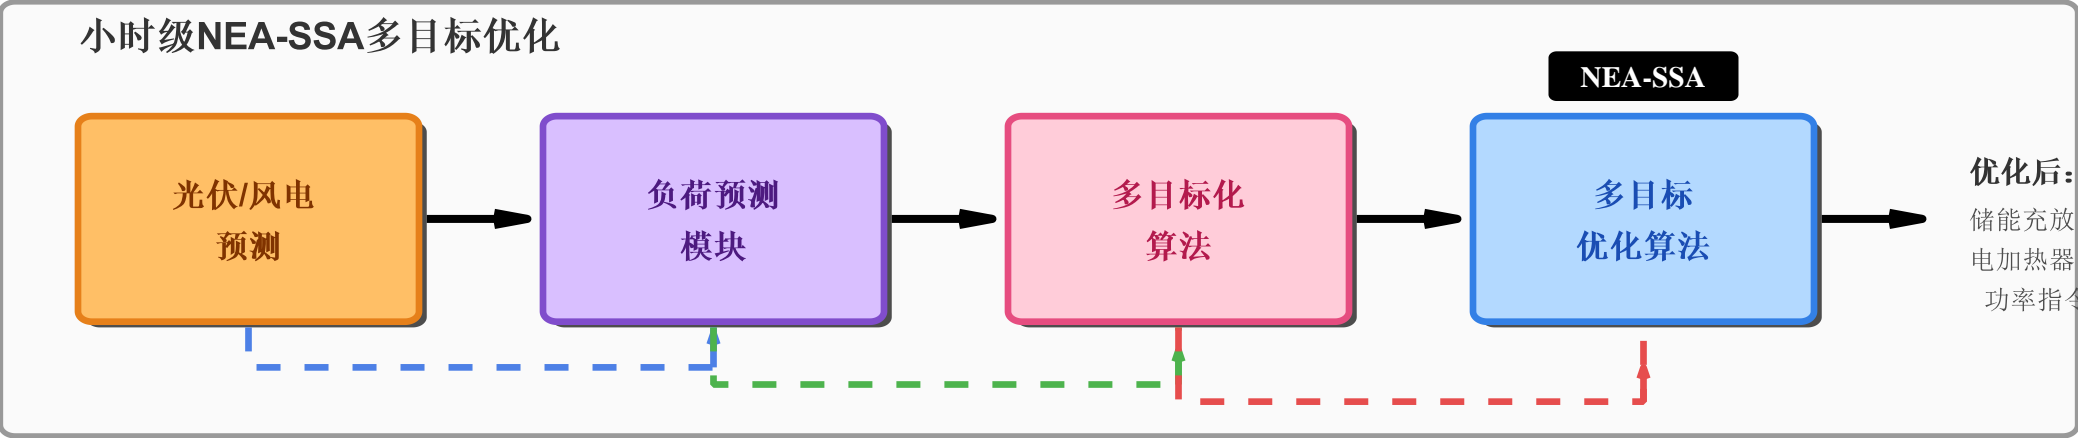 小时级NEA-SSA多目标优化
NEA-SSA
光伏/风电
预测
负荷预测
模块
多目标化
算法
多目标
优化算法
优化后:
储能充放
电加热器
功率指令